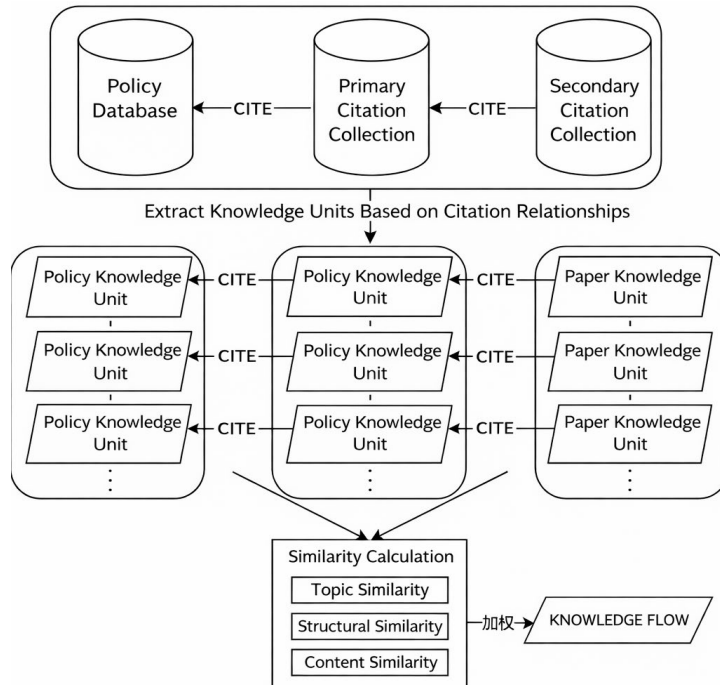 Policy
Database
CITE
Primary
Citation
Collection
CITE
Secondary
Citation
Collection
Extract Knowledge Units Based on Citation Relationships
Policy Knowledge
Unit
CITE
Policy Knowledge
Unit
CITE
Paper Knowledge
Unit
Policy Knowledge
Unit
CITE
Policy Knowledge
Unit
CITE
Paper Knowledge
Unit
Policy Knowledge
Unit
CITE
Policy Knowledge
Unit
CITE
Paper Knowledge
Unit
Similarity Calculation
Topic Similarity
Structural Similarity
Content Similarity
加权
KNOWLEDGE FLOW